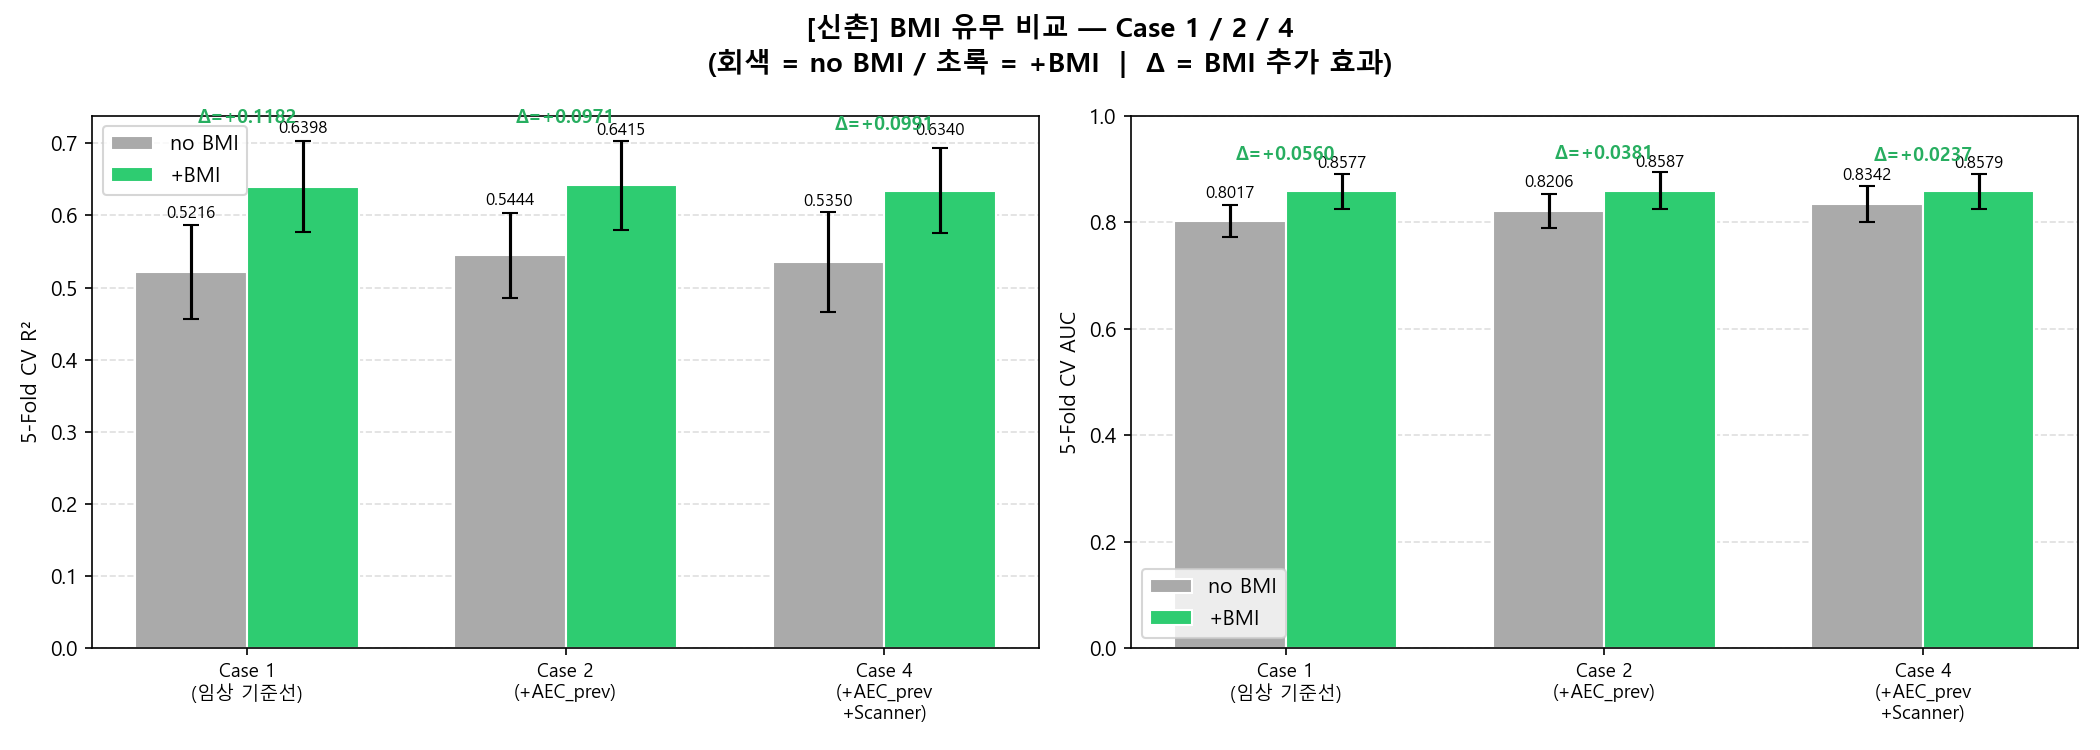 [신촌] BMI 유무 비교 — Case 1 / 2 / 4
(회색 = no BMI / 초록 = +BMI | Δ = BMI 추가 효과)
Δ=+0.1182
Δ=+0.0971
Δ=+0.0991
0.6398
0.6415
0.6340
0.5216
0.5444
0.5350
no BMI
+BMI
5-Fold CV R²
0.7
0.6
0.5
0.4
0.3
0.2
0.1
0.0
Case 1
(임상 기준선)
Case 2
(+AEC_prev)
Case 4
(+AEC_prev
+Scanner)
Δ=+0.0560
Δ=+0.0381
Δ=+0.0237
0.8577
0.8587
0.8579
0.8017
0.8206
0.8342
5-Fold CV AUC
1.0
0.8
0.6
0.4
0.2
0.0
no BMI
+BMI
Case 1
(임상 기준선)
Case 2
(+AEC_prev)
Case 4
(+AEC_prev
+Scanner)